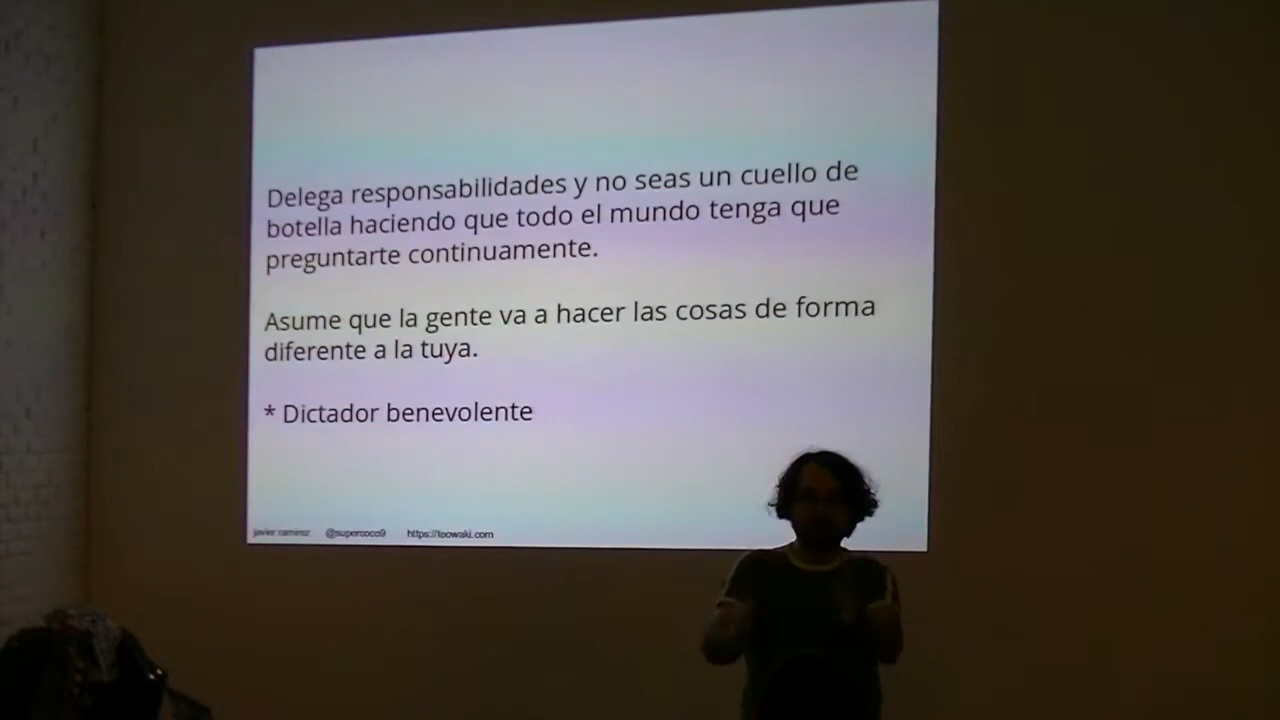 Delega responsabilidades y no seas un cuello de
botella haciendo que todo el mundo tenga que
preguntarte continuamente.
Asume que la gente va a hacer las cosas de forma
diferente a la tuya.
* Dictador benevolente
javier ramirez @supercoco9 https://teowaki.com